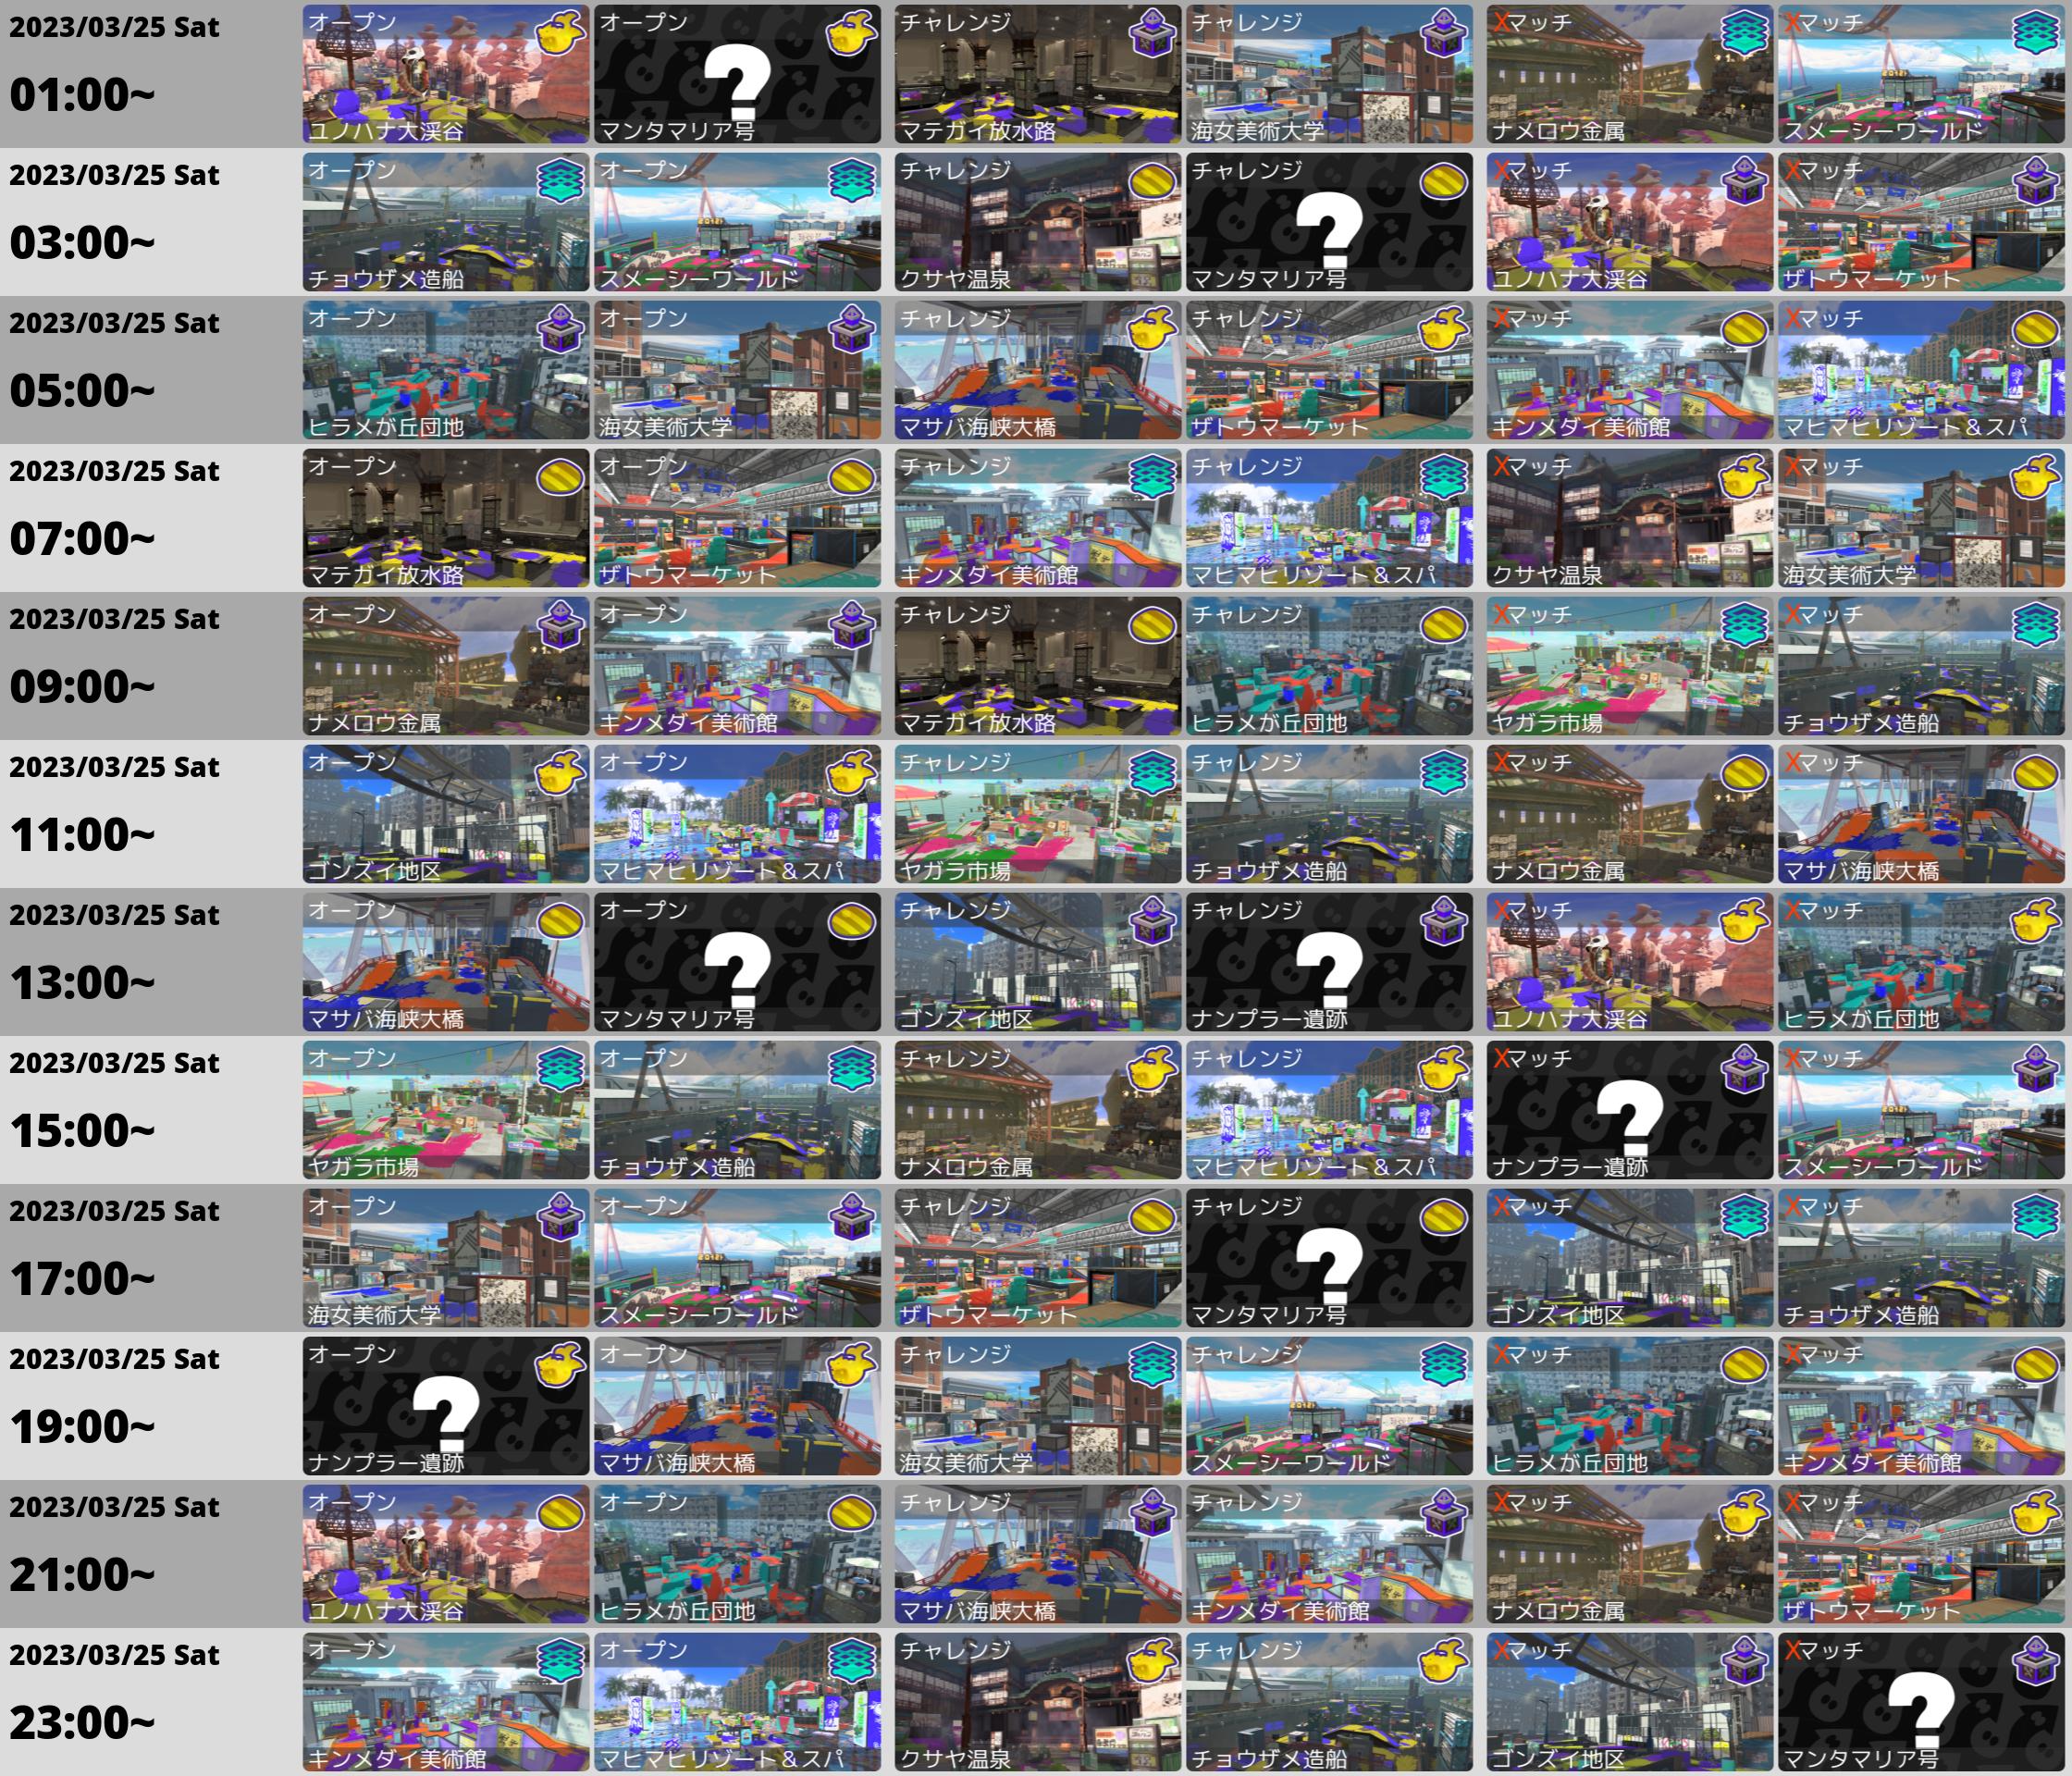 2023/03/25 Sat
01:00~
オープン
ユノハナ大渓谷
オープン
?
マンタマリア号
チャレンジ
マテガイ放水路
チャレンジ
海女美術大学
Xマッチ
ナメロウ金属
Xマッチ
スメーシーワールド
2023/03/25 Sat
03:00~
オープン
チョウザメ造船
オープン
スメーシーワールド
チャレンジ
クサヤ温泉
チャレンジ
?
マンタマリア号
Xマッチ
ユノハナ大渓谷
Xマッチ
ザトウマーケット
2023/03/25 Sat
05:00~
オープン
ヒラメが丘団地
オープン
海女美術大学
チャレンジ
マサバ海峡大橋
チャレンジ
ザトウマーケット
Xマッチ
キンメダイ美術館
Xマッチ
マヒマヒリゾート＆スパ
2023/03/25 Sat
07:00~
オープン
マテガイ放水路
オープン
ザトウマーケット
チャレンジ
キンメダイ美術館
チャレンジ
マヒマヒリゾート＆スパ
Xマッチ
クサヤ温泉
Xマッチ
海女美術大学
2023/03/25 Sat
09:00~
オープン
ナメロウ金属
オープン
キンメダイ美術館
チャレンジ
マテガイ放水路
チャレンジ
ヒラメが丘団地
Xマッチ
ヤガラ市場
Xマッチ
チョウザメ造船
2023/03/25 Sat
11:00~
オープン
ゴンズイ地区
オープン
マヒマヒリゾート＆スパ
チャレンジ
ヤガラ市場
チャレンジ
チョウザメ造船
Xマッチ
ナメロウ金属
Xマッチ
マサバ海峡大橋
2023/03/25 Sat
13:00~
オープン
マサバ海峡大橋
オープン
?
マンタマリア号
チャレンジ
ゴンズイ地区
チャレンジ
?
ナンプラー遺跡
Xマッチ
ユノハナ大渓谷
Xマッチ
ヒラメが丘団地
2023/03/25 Sat
15:00~
オープン
ヤガラ市場
オープン
チョウザメ造船
チャレンジ
ナメロウ金属
チャレンジ
マヒマヒリゾート＆スパ
Xマッチ
?
ナンプラー遺跡
Xマッチ
スメーシーワールド
2023/03/25 Sat
17:00~
オープン
海女美術大学
オープン
スメーシーワールド
チャレンジ
ザトウマーケット
チャレンジ
?
マンタマリア号
Xマッチ
ゴンズイ地区
Xマッチ
チョウザメ造船
2023/03/25 Sat
19:00~
オープン
?
ナンプラー遺跡
オープン
マサバ海峡大橋
チャレンジ
海女美術大学
チャレンジ
スメーシーワールド
Xマッチ
ヒラメが丘団地
Xマッチ
キンメダイ美術館
2023/03/25 Sat
21:00~
オープン
ユノハナ大渓谷
オープン
ヒラメが丘団地
チャレンジ
マサバ海峡大橋
チャレンジ
キンメダイ美術館
Xマッチ
ナメロウ金属
Xマッチ
ザトウマーケット
2023/03/25 Sat
23:00~
オープン
キンメダイ美術館
オープン
マヒマヒリゾート＆スパ
チャレンジ
クサヤ温泉
チャレンジ
チョウザメ造船
Xマッチ
ゴンズイ地区
Xマッチ
?
マンタマリア号